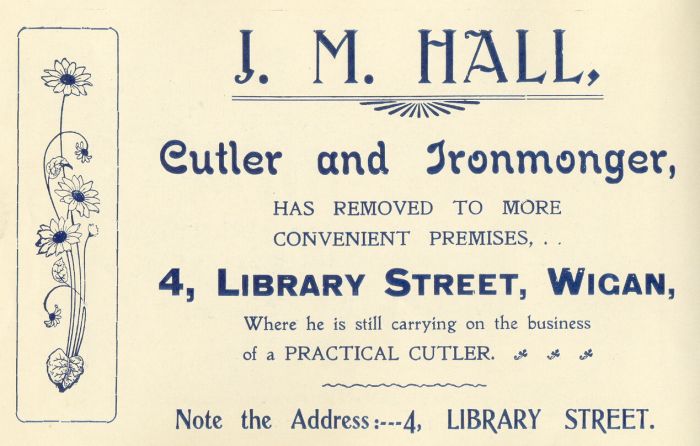 J. M. HALL,
Cutler and Ironmonger,
HAS REMOVED TO MORE
CONVENIENT PREMISES, . .
4, LIBRARY STREET, WIGAN,
Where he is still carrying on the business
of a PRACTICAL CUTLER.
Note the Address:---4, LIBRARY STREET.